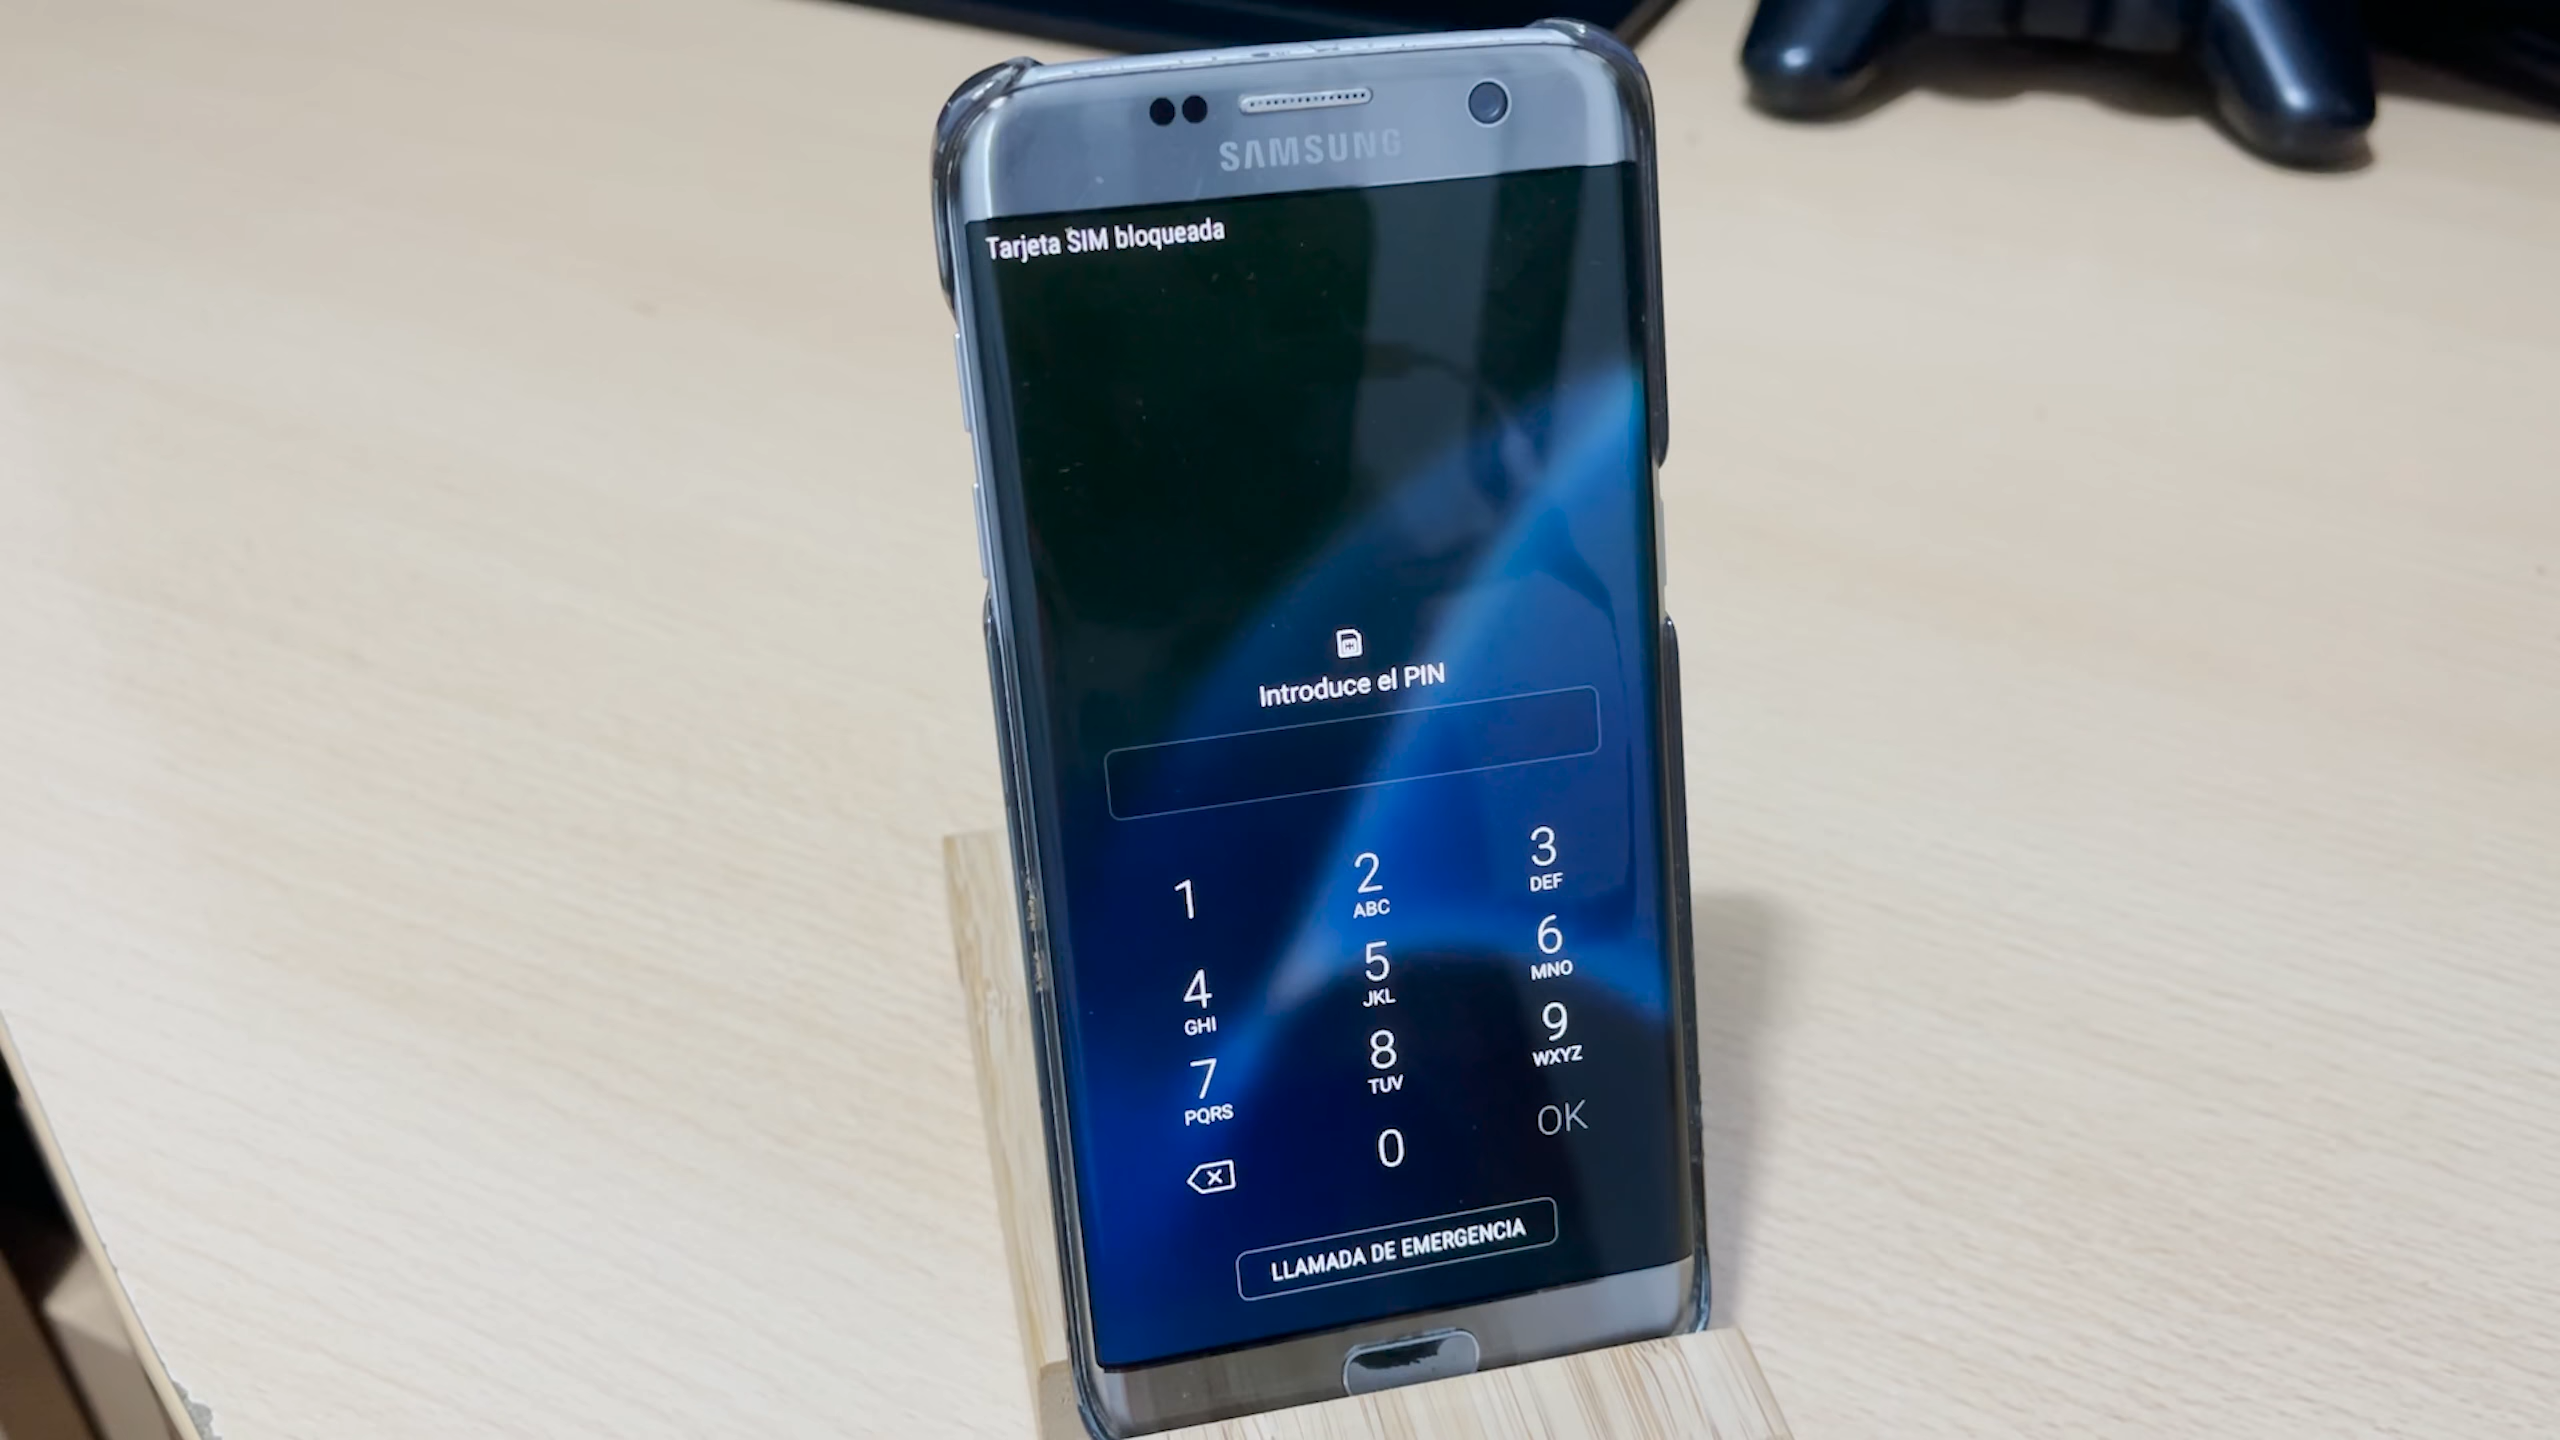 SAMSUNG
Tarjeta SIM bloqueada
Introduce el PIN
1 2 3
ABC DEF
4 5 6
GHI JKL MNO
7 8 9
PQRS TUV WXYZ
0 OK
LLAMADA DE EMERGENCIA